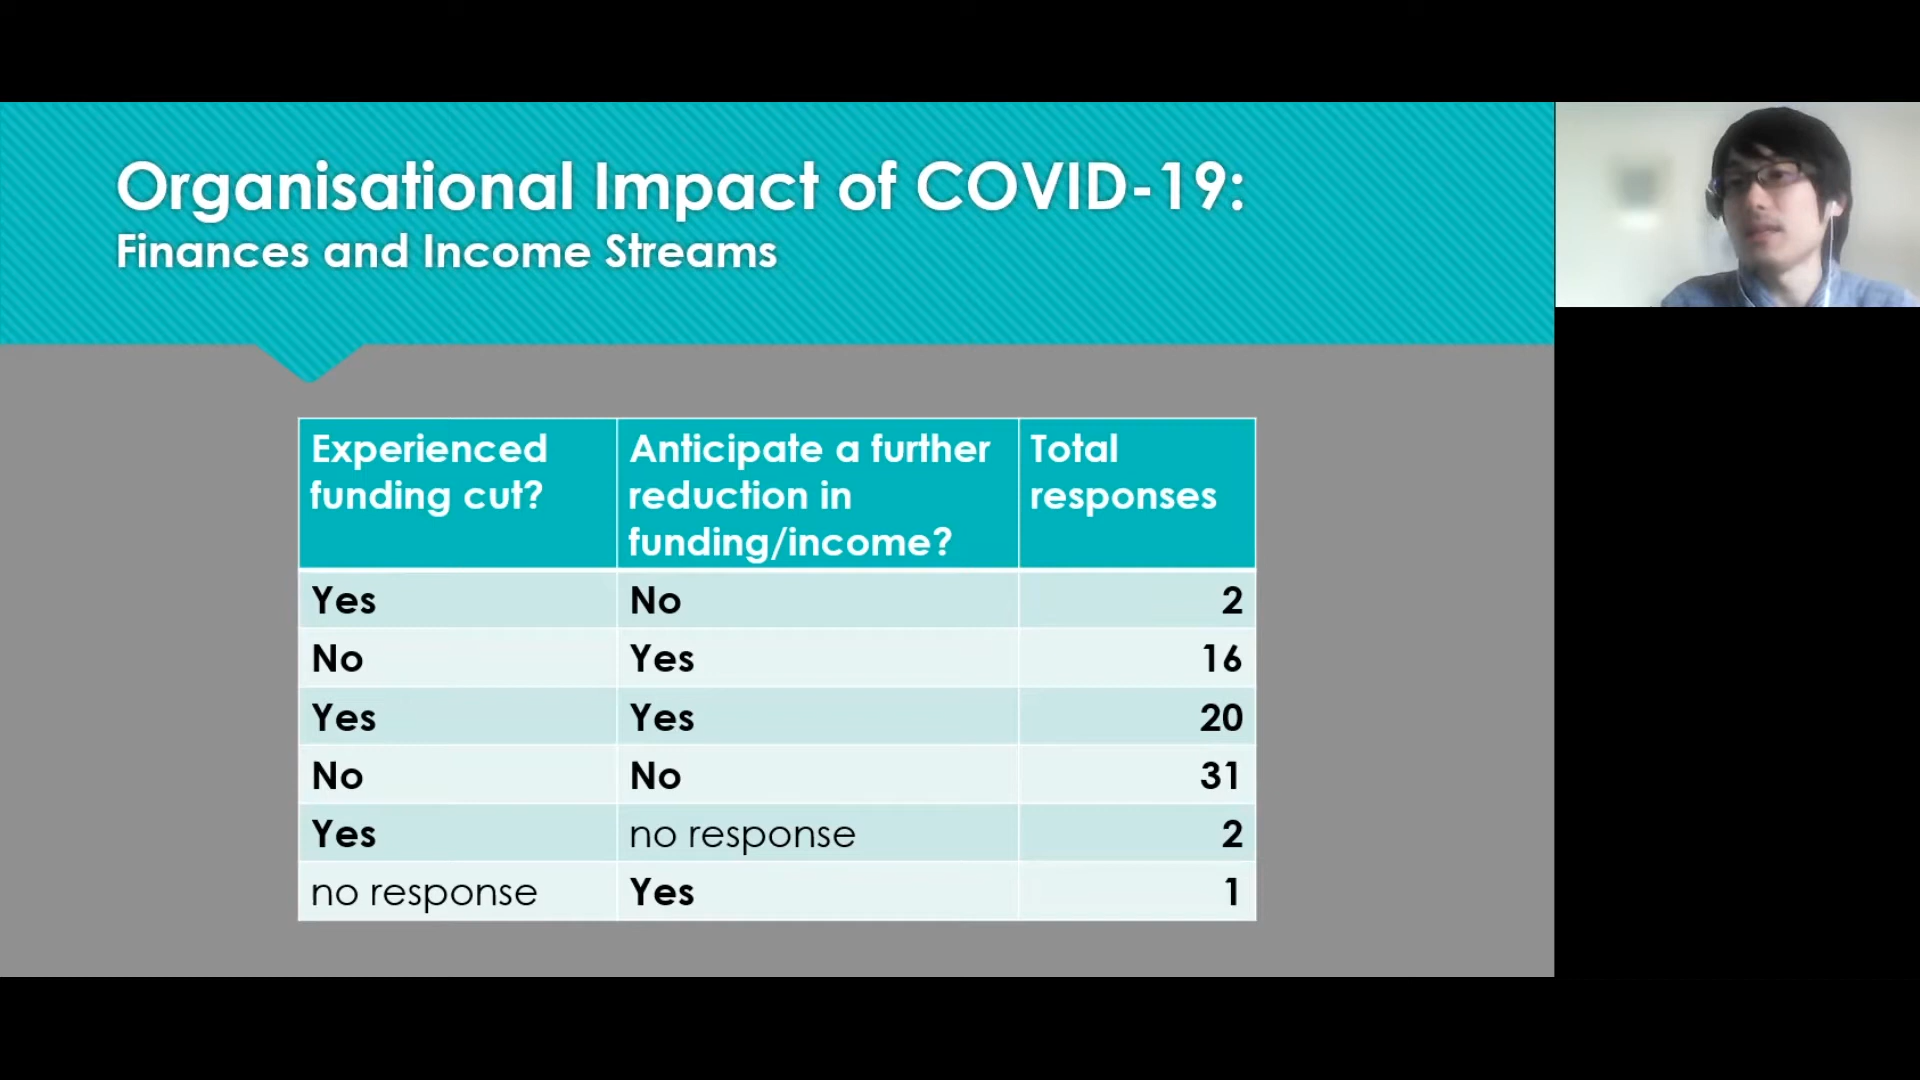 Organisational Impact of COVID-19:
Finances and Income Streams
Experienced funding cut? Anticipate a further reduction in funding/income? Total responses
Yes No 2
No Yes 16
Yes Yes 20
No No 31
Yes no response 2
no response Yes 1